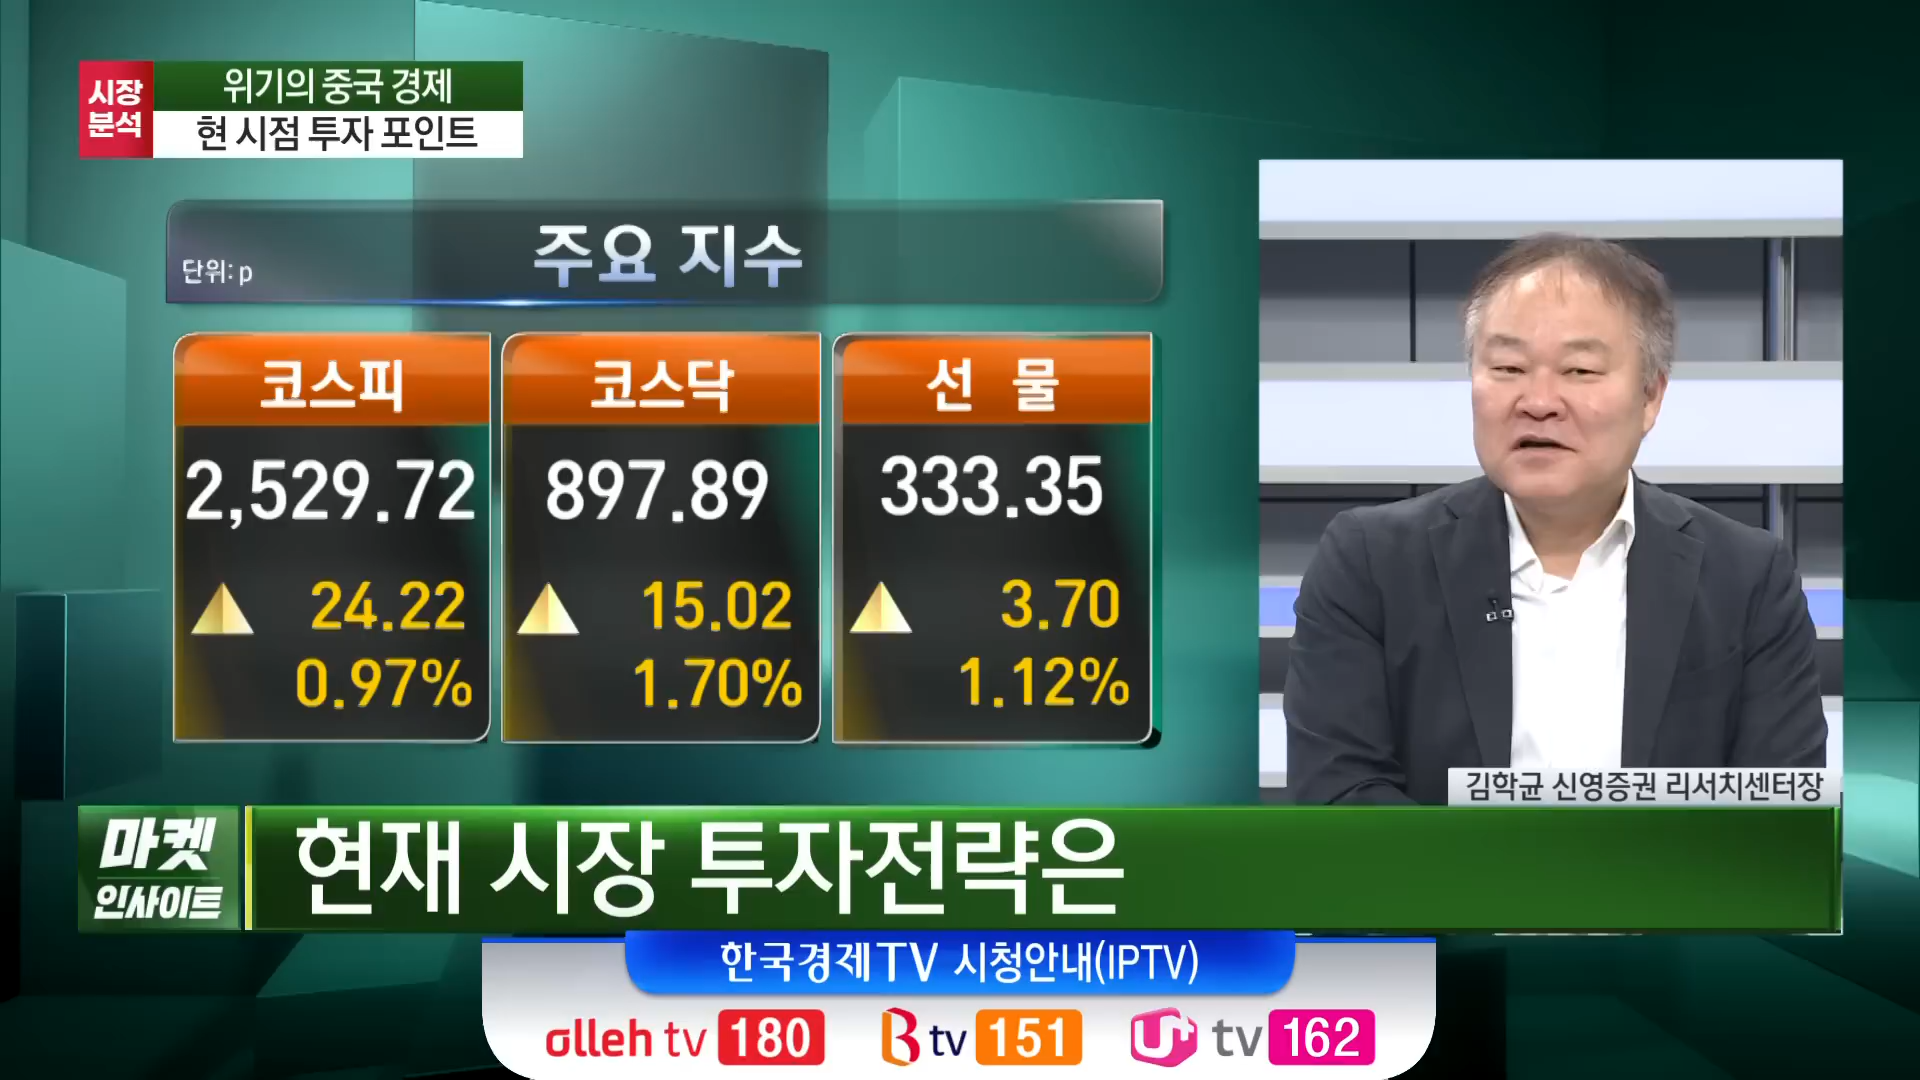 시장
분석
위기의 중국 경제
현 시점 투자 포인트
단위: p
주요 지수
코스피
2,529.72
24.22
0.97%
코스닥
897.89
15.02
1.70%
선 물
333.35
3.70
1.12%
김학균 신영증권 리서치센터장
마켓
인사이트
현재 시장 투자전략은
한국경제TV 시청안내(IPTV)
olleh tv 180
B tv 151
U+ tv 162